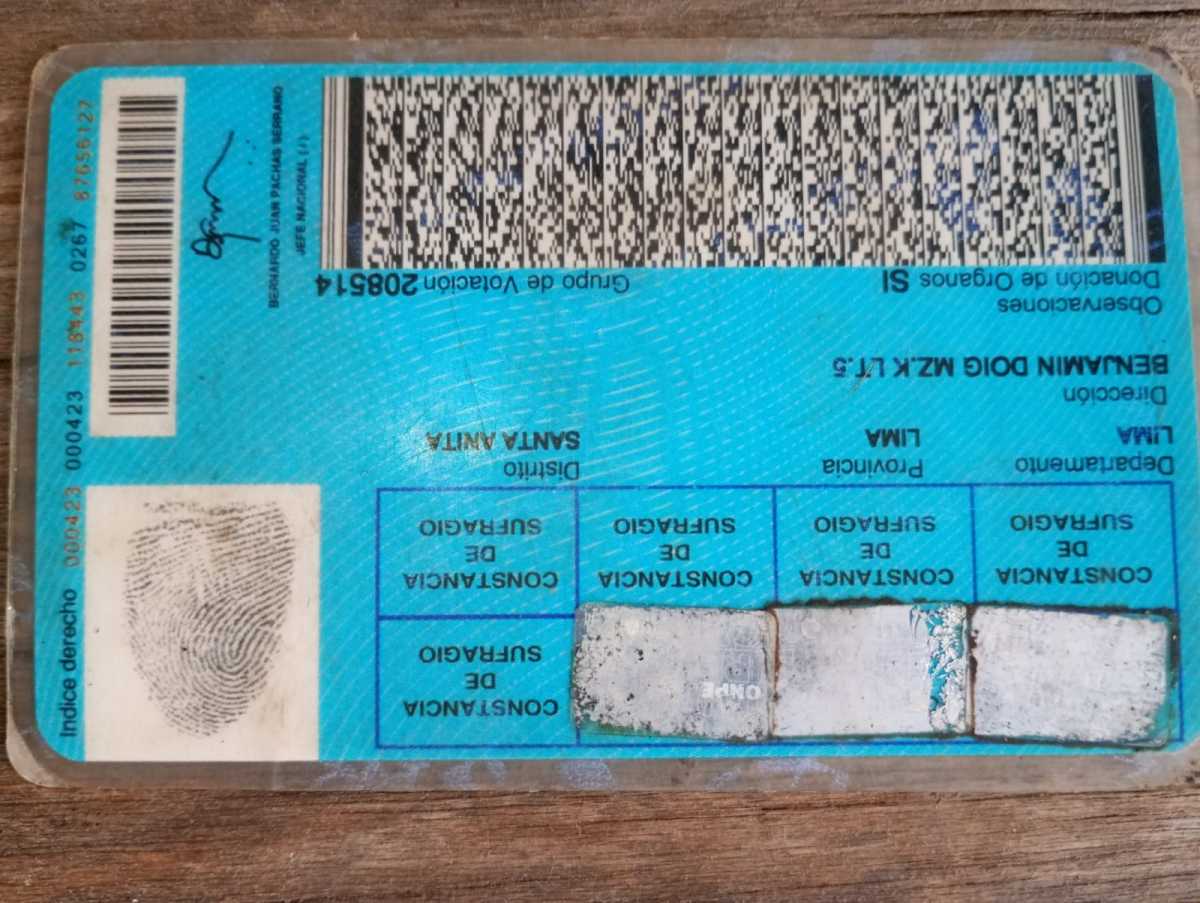 ONPE
CONSTANCIA
DE
SUFRAGIO
CONSTANCIA
DE
SUFRAGIO
CONSTANCIA
DE
SUFRAGIO
CONSTANCIA
DE
SUFRAGIO
CONSTANCIA
DE
SUFRAGIO
Departamento Provincia Distrito
LIMA LIMA SANTA ANITA
Dirección
BENJAMIN DOIG MZ.K LT.5
Observaciones
Donación de Organos SI Grupo de Votación 208514
Indice derecho 000423 000423 118443 0267 87656127
BERNARDO JUAN PACHAS SERRANO
JEFE NACIONAL (i)